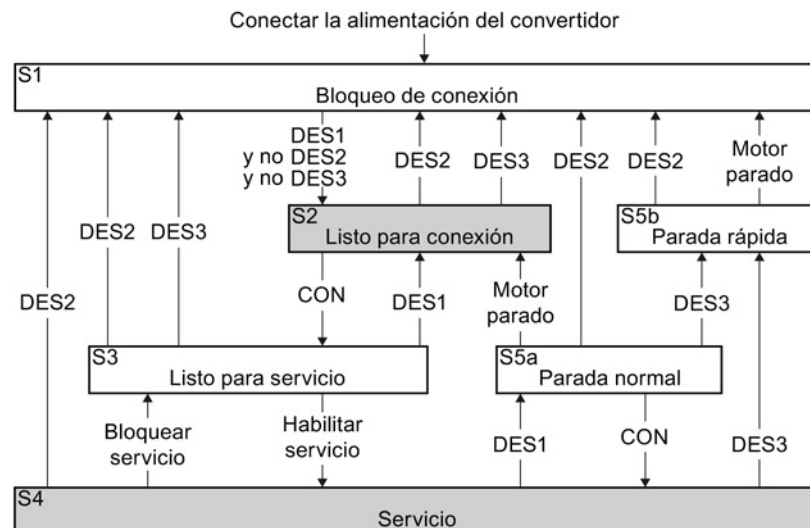 Conectar la alimentación del convertidor
S1
Bloqueo de conexión
DES1
y no DES2
y no DES3
DES2
DES3
DES2
DES2
Motor
parado
S2
Listo para conexión
S5b
Parada rápida
DES2
DES3
DES2
CON
DES1
Motor
parado
DES3
S3
Listo para servicio
S5a
Parada normal
Bloquear
servicio
Habilitar
servicio
DES1
CON
DES3
S4
Servicio